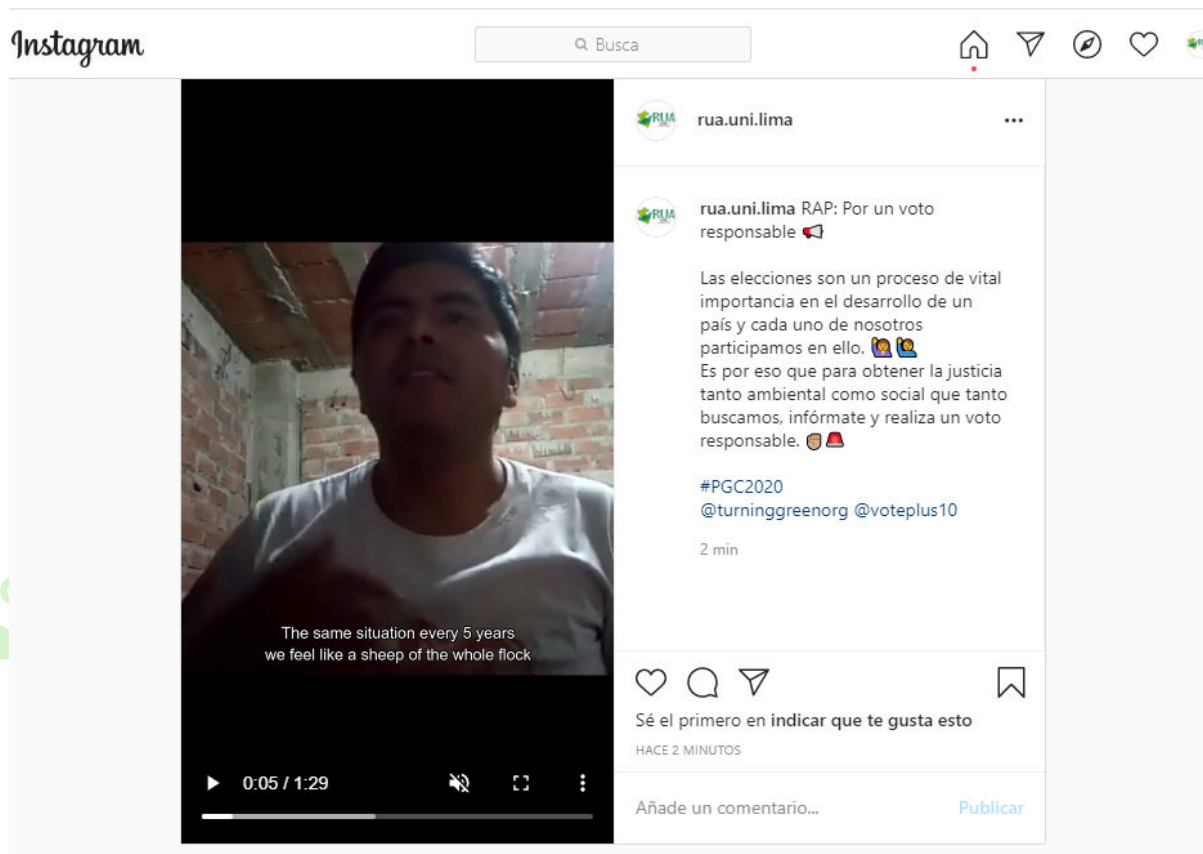 Instagram
Busca
RUA
rua.uni.lima
RUA
rua.uni.lima RAP: Por un voto
responsable
Las elecciones son un proceso de vital
importancia en el desarrollo de un
país y cada uno de nosotros
participamos en ello.
Es por eso que para obtener la justicia
tanto ambiental como social que tanto
buscamos, infórmate y realiza un voto
responsable.
#PGC2020
@turninggreenorg @voteplus10
2 min
The same situation every 5 years
we feel like a sheep of the whole flock
0:05 / 1:29
Sé el primero en indicar que te gusta esto
HACE 2 MINUTOS
Añade un comentario...
Publicar